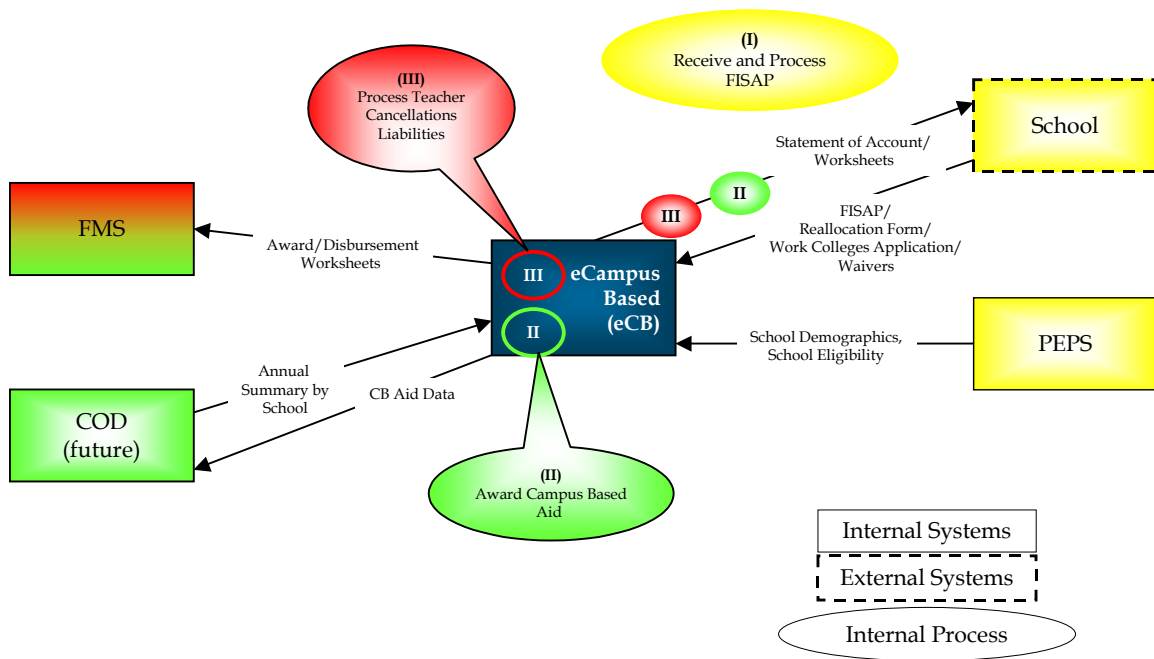 (I)
Receive and Process
FISAP
(III)
Process Teacher
Cancellations
Liabilities
School
Statement of Account/
Worksheets
II
III
FMS
FISAP/
Reallocation Form/
Work Colleges Application/
Waivers
Award/Disbursement
Worksheets
III
eCampus
Based
(eCB)
II
School Demographics,
School Eligibility
PEPS
Annual
Summary by
School
CB Aid Data
COD
(future)
(II)
Award Campus Based
Aid
Internal Systems
External Systems
Internal Process